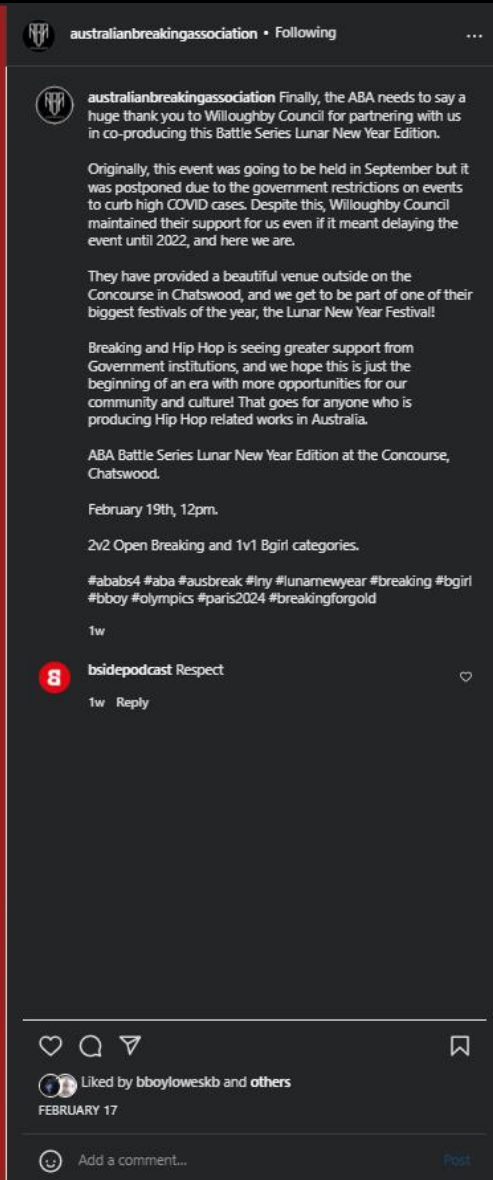 australianbreakingassociation • Following
australianbreakingassociation Finally, the ABA needs to say a
huge thank you to Willoughby Council for partnering with us
in co-producing this Battle Series Lunar New Year Edition.
Originally, this event was going to be held in September but it
was postponed due to the government restrictions on events
to curb high COVID cases. Despite this, Willoughby Council
maintained their support for us even if it meant delaying the
event until 2022, and here we are.
They have provided a beautiful venue outside on the
Concourse in Chatswood, and we get to be part of one of their
biggest festivals of the year, the Lunar New Year Festival!
Breaking and Hip Hop is seeing greater support from
Government institutions, and we hope this is just the
beginning of an era with more opportunities for our
community and culture! That goes for anyone who is
producing Hip Hop related works in Australia.
ABA Battle Series Lunar New Year Edition at the Concourse,
Chatswood.
February 19th, 12pm.
2v2 Open Breaking and 1v1 Bgirl categories.
#ababs4 #aba #ausbreak #lny #lunarnewyear #breaking #bgirl
#bboy #olympics #paris2024 #breakingforgold
1w
bsidepodcast Respect
1w Reply
Liked by bboyloweskb and others
FEBRUARY 17
Add a comment...
Post